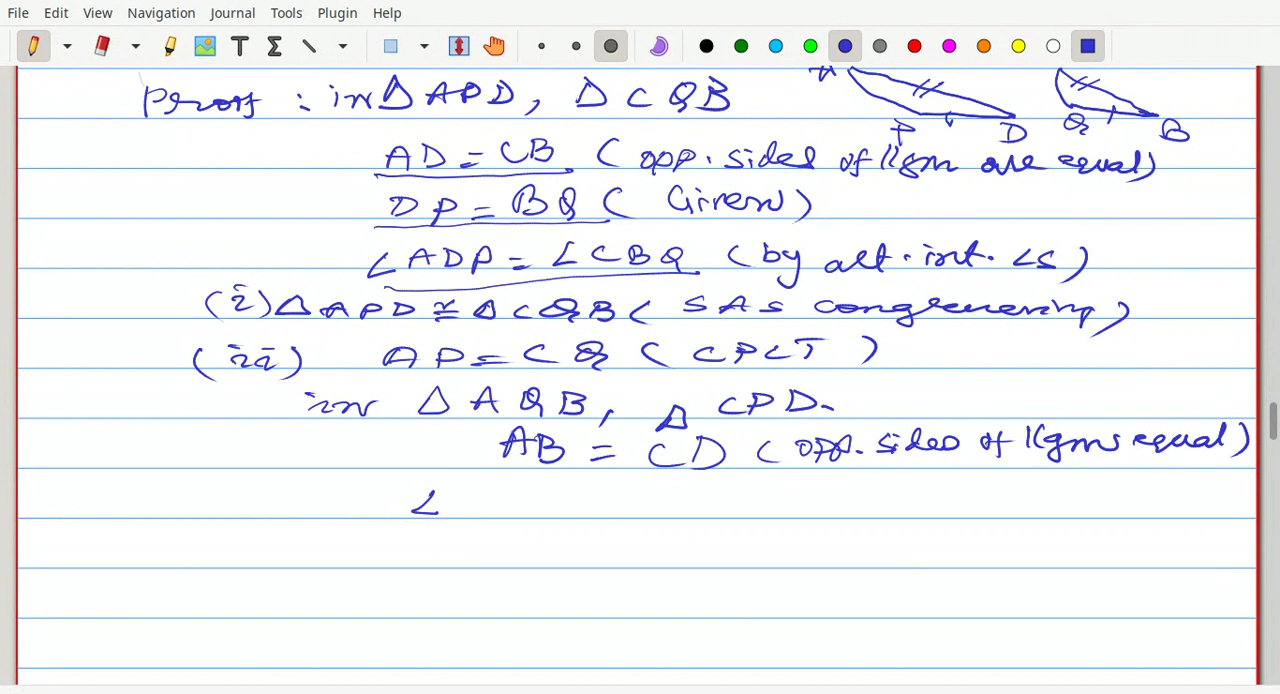 File Edit View Navigation Journal Tools Plugin Help
T Σ
A
Proof : in Δ APD, Δ CQB
P D Q B
AD = CB ( opp. sides of ||gm are equal)
DP = BQ ( Given)
∠ADP = ∠CBQ (by alt. int. ∠s)
(i) Δ APD ≅ Δ CQB ( SAS congruency)
(ii) AP = CQ ( CPCT )
in Δ AQB, Δ CPD.
AB = CD ( opp. sides of ||gms equal)
∠